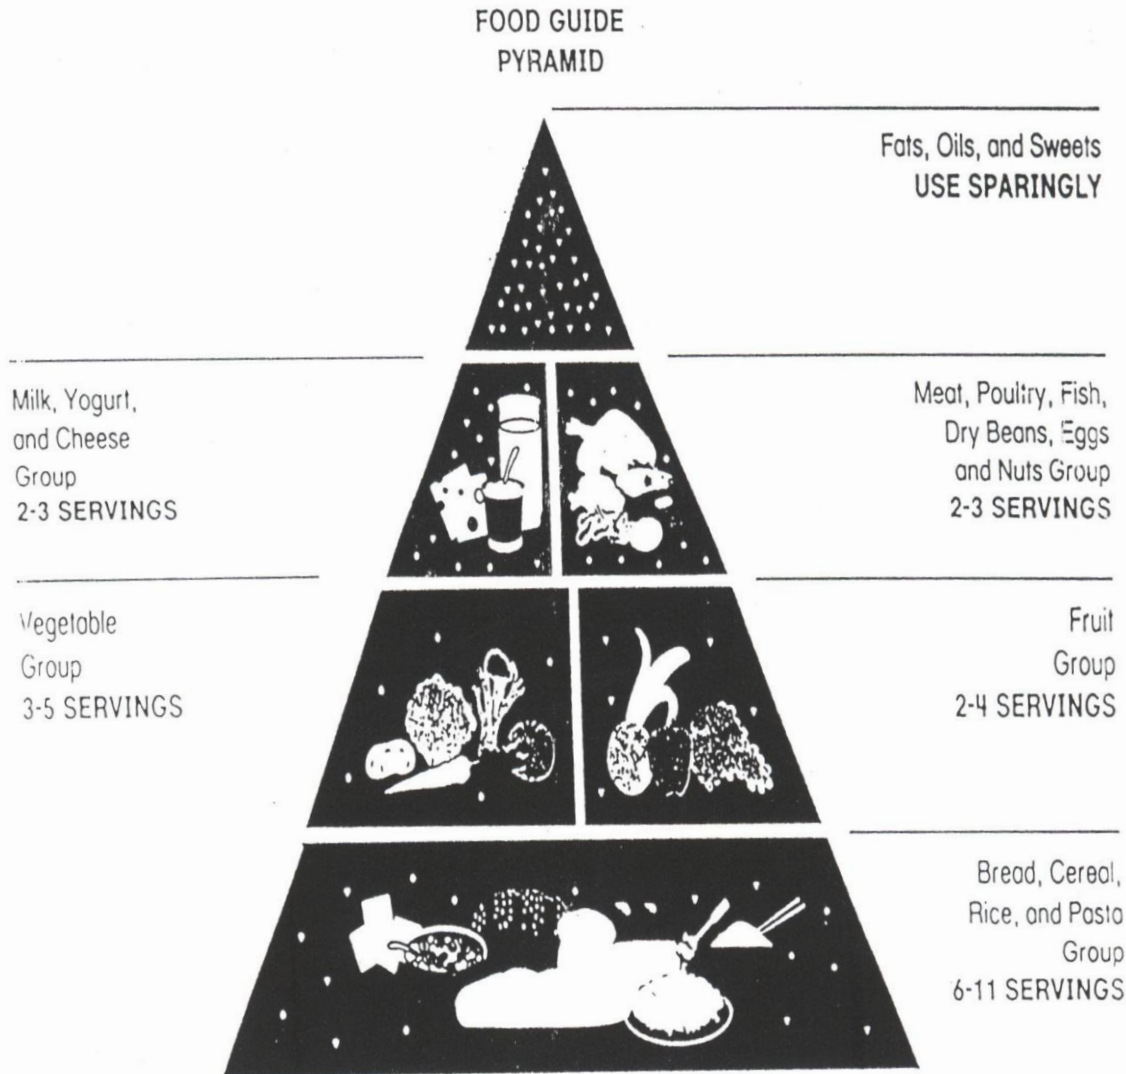 FOOD GUIDE
PYRAMID
Fats, Oils, and Sweets
USE SPARINGLY
Milk, Yogurt,
and Cheese
Group
2-3 SERVINGS
Meat, Poultry, Fish,
Dry Beans, Eggs
and Nuts Group
2-3 SERVINGS
Vegetable
Group
3-5 SERVINGS
Fruit
Group
2-4 SERVINGS
Bread, Cereal,
Rice, and Pasta
Group
6-11 SERVINGS